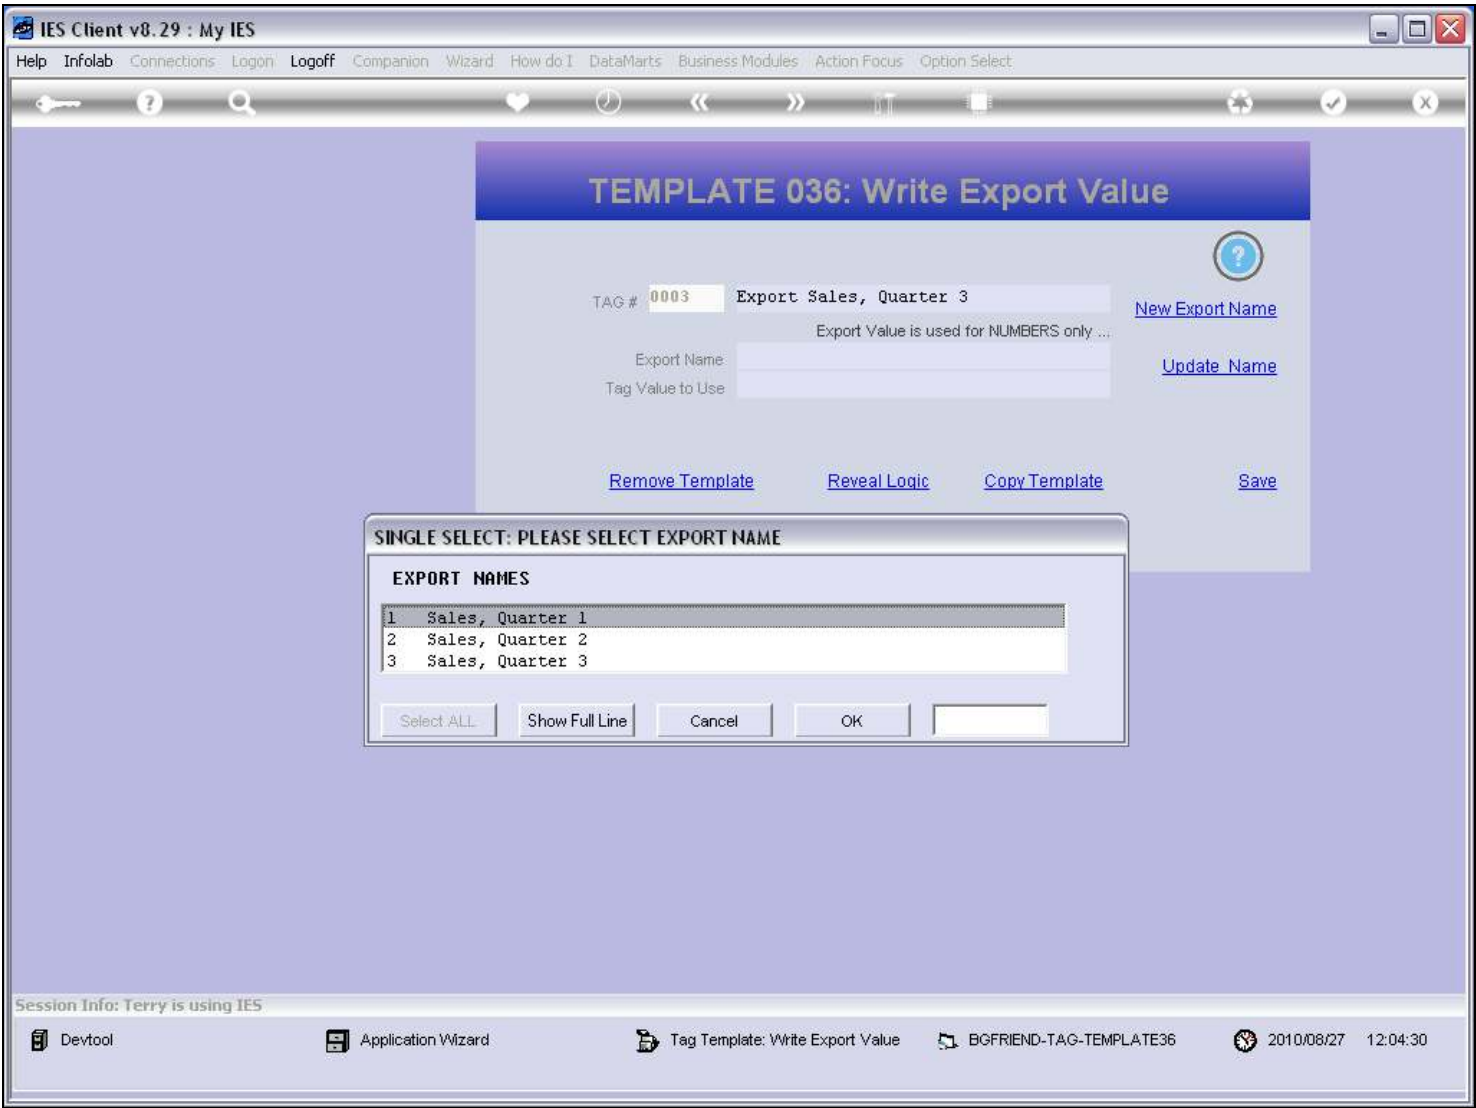 IES Client v8.29 : My IES
Help Infolab Connections Logon Logoff Companion Wizard How do I DataMarts Business Modules Action Focus Option Select
TEMPLATE 036: Write Export Value
TAG # 0003 Export Sales, Quarter 3
New Export Name
Export Value is used for NUMBERS only ...
Export Name
Update Name
Tag Value to Use
Remove Template Reveal Logic Copy Template Save
SINGLE SELECT: PLEASE SELECT EXPORT NAME
EXPORT NAMES
1 Sales, Quarter 1
2 Sales, Quarter 2
3 Sales, Quarter 3
Select ALL Show Full Line Cancel OK
Session Info: Terry is using IES
Devtool Application Wizard Tag Template: Write Export Value BGFRIEND-TAG-TEMPLATE36 2010/08/27 12:04:30